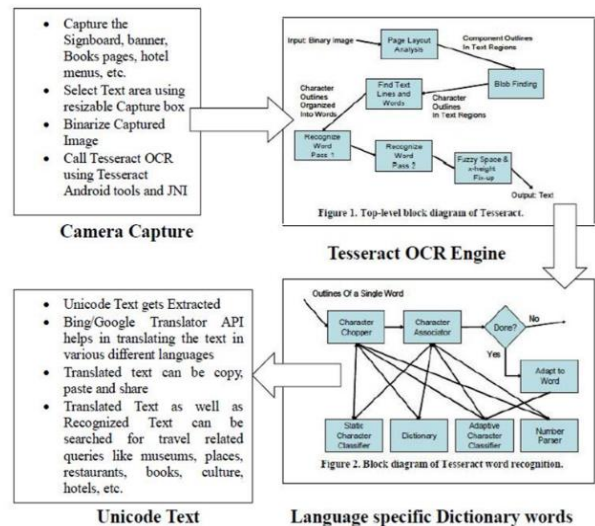 • Capture the
Signboard, banner,
Books pages, hotel
menus, etc.
• Select Text area using
resizable Capture box
• Binarize Captured
Image
• Call Tesseract OCR
using Tesseract
Android tools and JNI
Camera Capture
Input: Binary Image
Page Layout
Analysis
Component Outlines
In Text Regions
Blob Finding
Character
Outlines
In Text Regions
Find Text
Lines and
Words
Character
Outlines
Organized
Into Words
Recognize
Word
Pass 1
Recognize
Word
Pass 2
Fuzzy Space &
x-height
Fix-up
Output: Text
Figure 1. Top-level block diagram of Tesseract.
Tesseract OCR Engine
Outlines Of a Single Word
Character
Chopper
Character
Associator
Done?
No
Yes
Adapt to
Word
Static
Character
Classifier
Dictionary
Adaptive
Character
Classifier
Number
Parser
Figure 2. Block diagram of Tesseract word recognition.
Language specific Dictionary words
• Unicode Text gets Extracted
• Bing/Google Translator API
helps in translating the text in
various different languages
• Translated text can be copy,
paste and share
• Translated Text as well as
Recognized Text can be
searched for travel related
queries like museums, places,
restaurants, books, culture,
hotels, etc.
Unicode Text